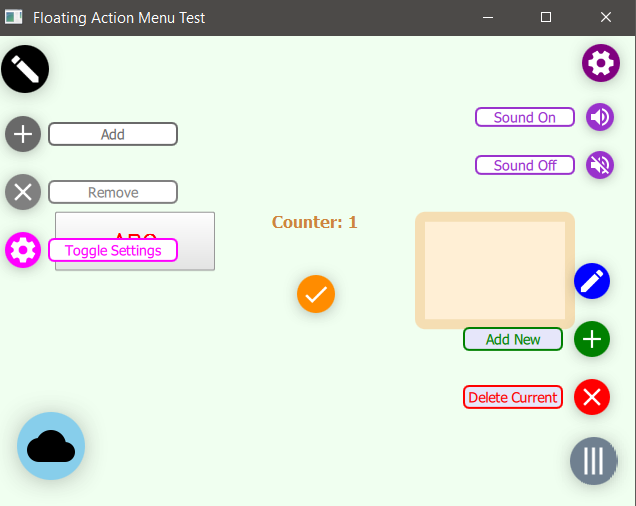 Floating Action Menu Test
Add
Sound On
Sound Off
Remove
Counter: 1
Toggle Settings
Add New
Delete Current